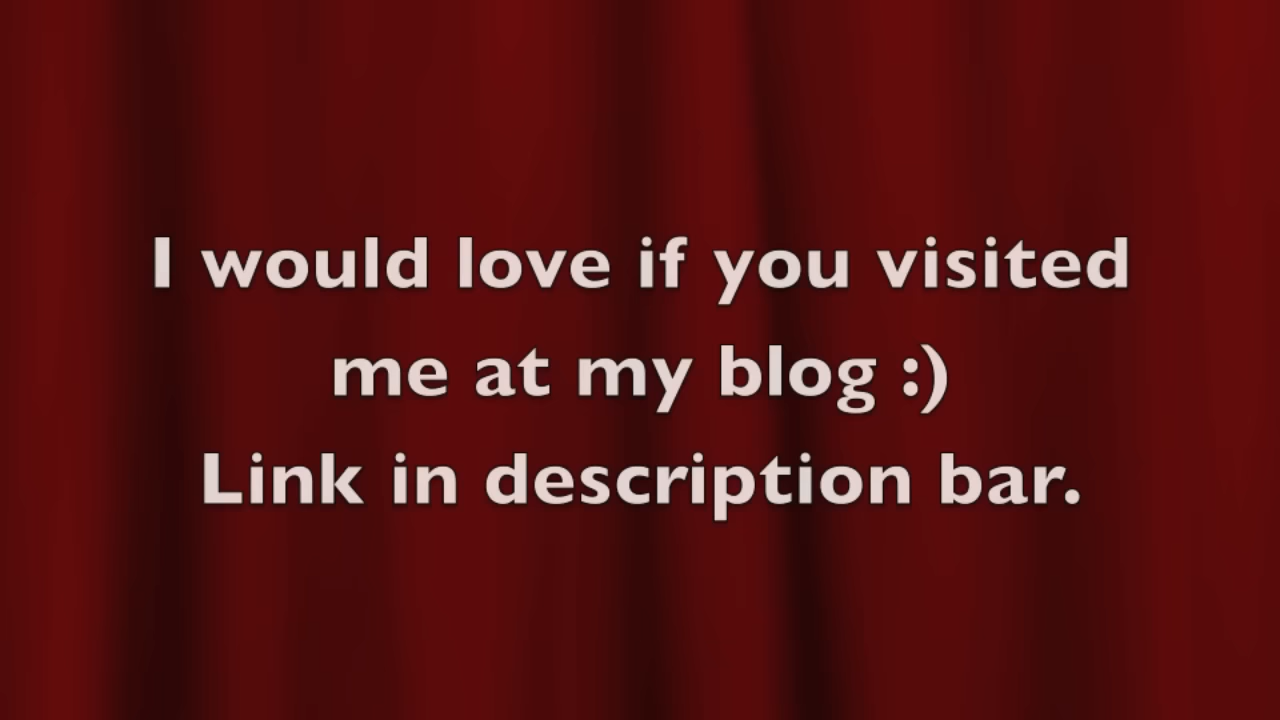 I would love if you visited
me at my blog :)
Link in description bar.